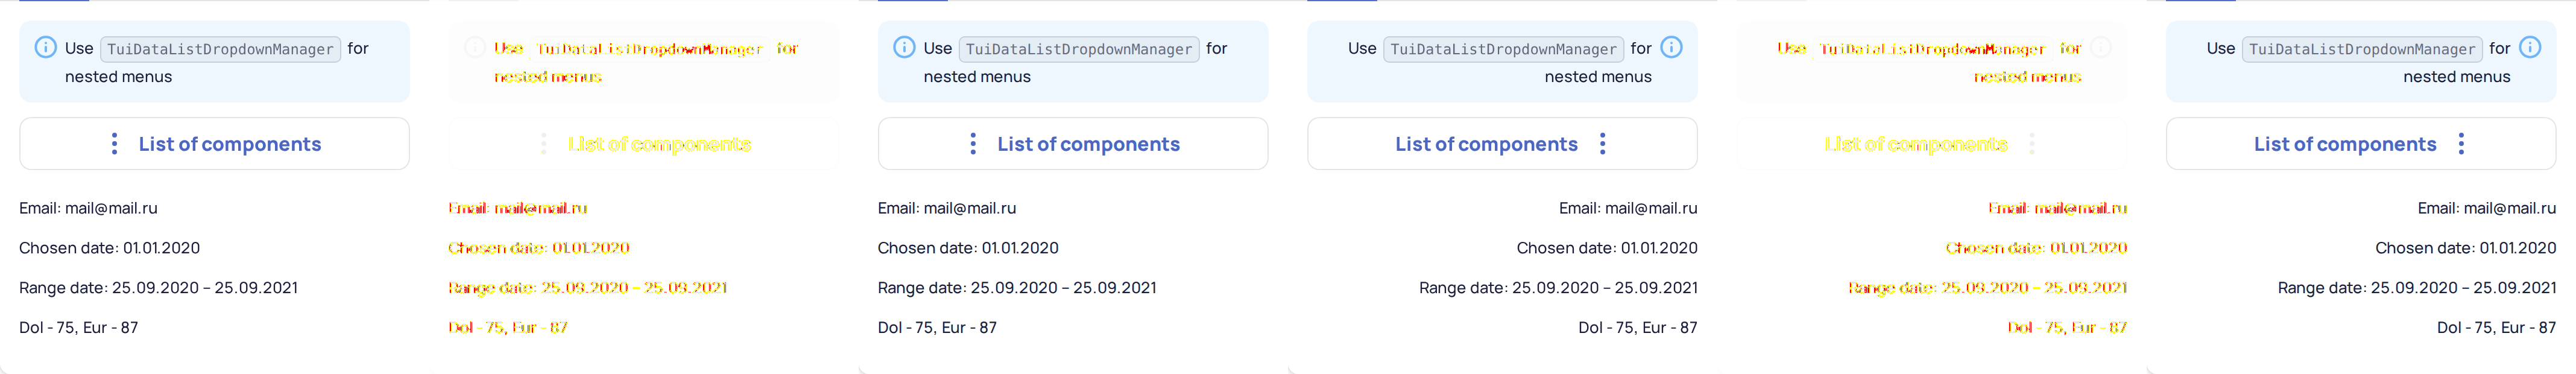 Use TuiDataListDropdownManager for
nested menus
List of components
Email: mail@mail.ru
Chosen date: 01.01.2020
Range date: 25.09.2020 – 25.09.2021
Dol - 75, Eur - 87
Use TuiDataListDropdownManager for
nested menus
List of components
Email: mail@mail.ru
Chosen date: 01.01.2020
Range date: 25.09.2020 – 25.09.2021
Dol - 75, Eur - 87
Use TuiDataListDropdownManager for
nested menus
List of components
Email: mail@mail.ru
Chosen date: 01.01.2020
Range date: 25.09.2020 – 25.09.2021
Dol - 75, Eur - 87
Use TuiDataListDropdownManager for
nested menus
List of components
Email: mail@mail.ru
Chosen date: 01.01.2020
Range date: 25.09.2020 – 25.09.2021
Dol - 75, Eur - 87
Use TuiDataListDropdownManager for
nested menus
List of components
Email: mail@mail.ru
Chosen date: 01.01.2020
Range date: 25.09.2020 – 25.09.2021
Dol - 75, Eur - 87
Use TuiDataListDropdownManager for
nested menus
List of components
Email: mail@mail.ru
Chosen date: 01.01.2020
Range date: 25.09.2020 – 25.09.2021
Dol - 75, Eur - 87